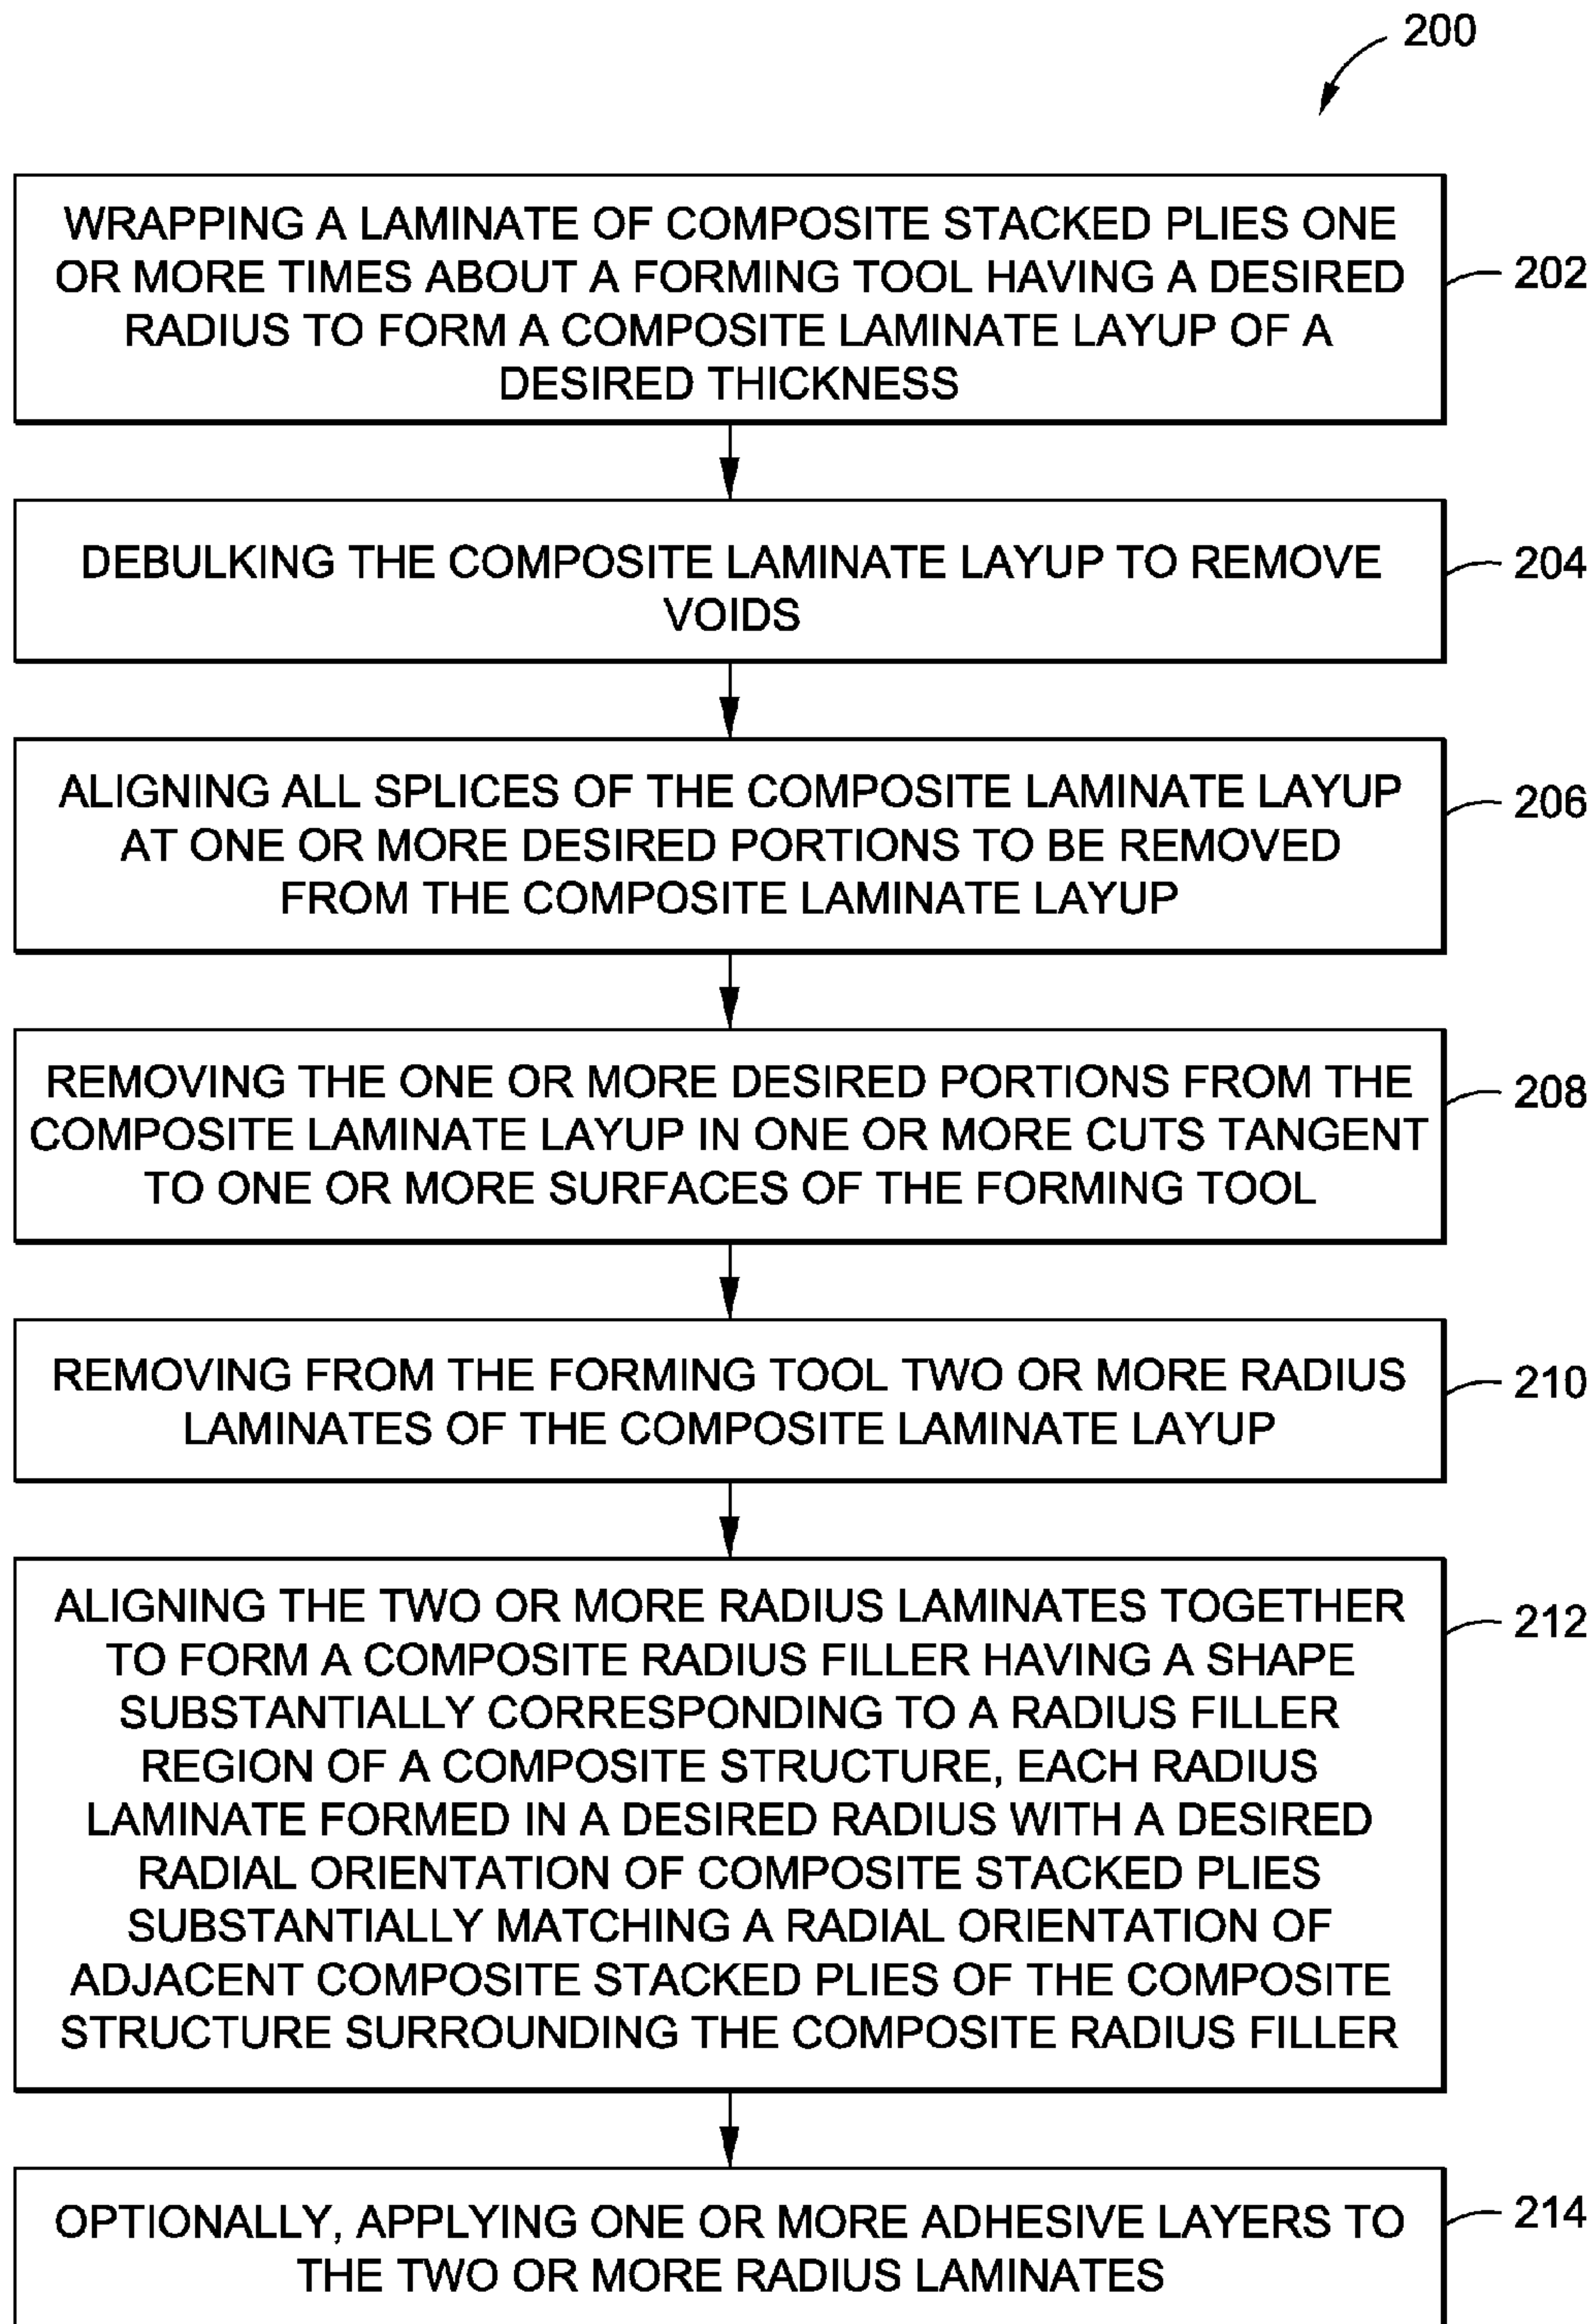 200
WRAPPING A LAMINATE OF COMPOSITE STACKED PLIES ONE
OR MORE TIMES ABOUT A FORMING TOOL HAVING A DESIRED
RADIUS TO FORM A COMPOSITE LAMINATE LAYUP OF A
DESIRED THICKNESS
202
DEBULKING THE COMPOSITE LAMINATE LAYUP TO REMOVE
VOIDS
204
ALIGNING ALL SPLICES OF THE COMPOSITE LAMINATE LAYUP
AT ONE OR MORE DESIRED PORTIONS TO BE REMOVED
FROM THE COMPOSITE LAMINATE LAYUP
206
REMOVING THE ONE OR MORE DESIRED PORTIONS FROM THE
COMPOSITE LAMINATE LAYUP IN ONE OR MORE CUTS TANGENT
TO ONE OR MORE SURFACES OF THE FORMING TOOL
208
REMOVING FROM THE FORMING TOOL TWO OR MORE RADIUS
LAMINATES OF THE COMPOSITE LAMINATE LAYUP
210
ALIGNING THE TWO OR MORE RADIUS LAMINATES TOGETHER
TO FORM A COMPOSITE RADIUS FILLER HAVING A SHAPE
SUBSTANTIALLY CORRESPONDING TO A RADIUS FILLER
REGION OF A COMPOSITE STRUCTURE, EACH RADIUS
LAMINATE FORMED IN A DESIRED RADIUS WITH A DESIRED
RADIAL ORIENTATION OF COMPOSITE STACKED PLIES
SUBSTANTIALLY MATCHING A RADIAL ORIENTATION OF
ADJACENT COMPOSITE STACKED PLIES OF THE COMPOSITE
STRUCTURE SURROUNDING THE COMPOSITE RADIUS FILLER
212
OPTIONALLY, APPLYING ONE OR MORE ADHESIVE LAYERS TO
THE TWO OR MORE RADIUS LAMINATES
214